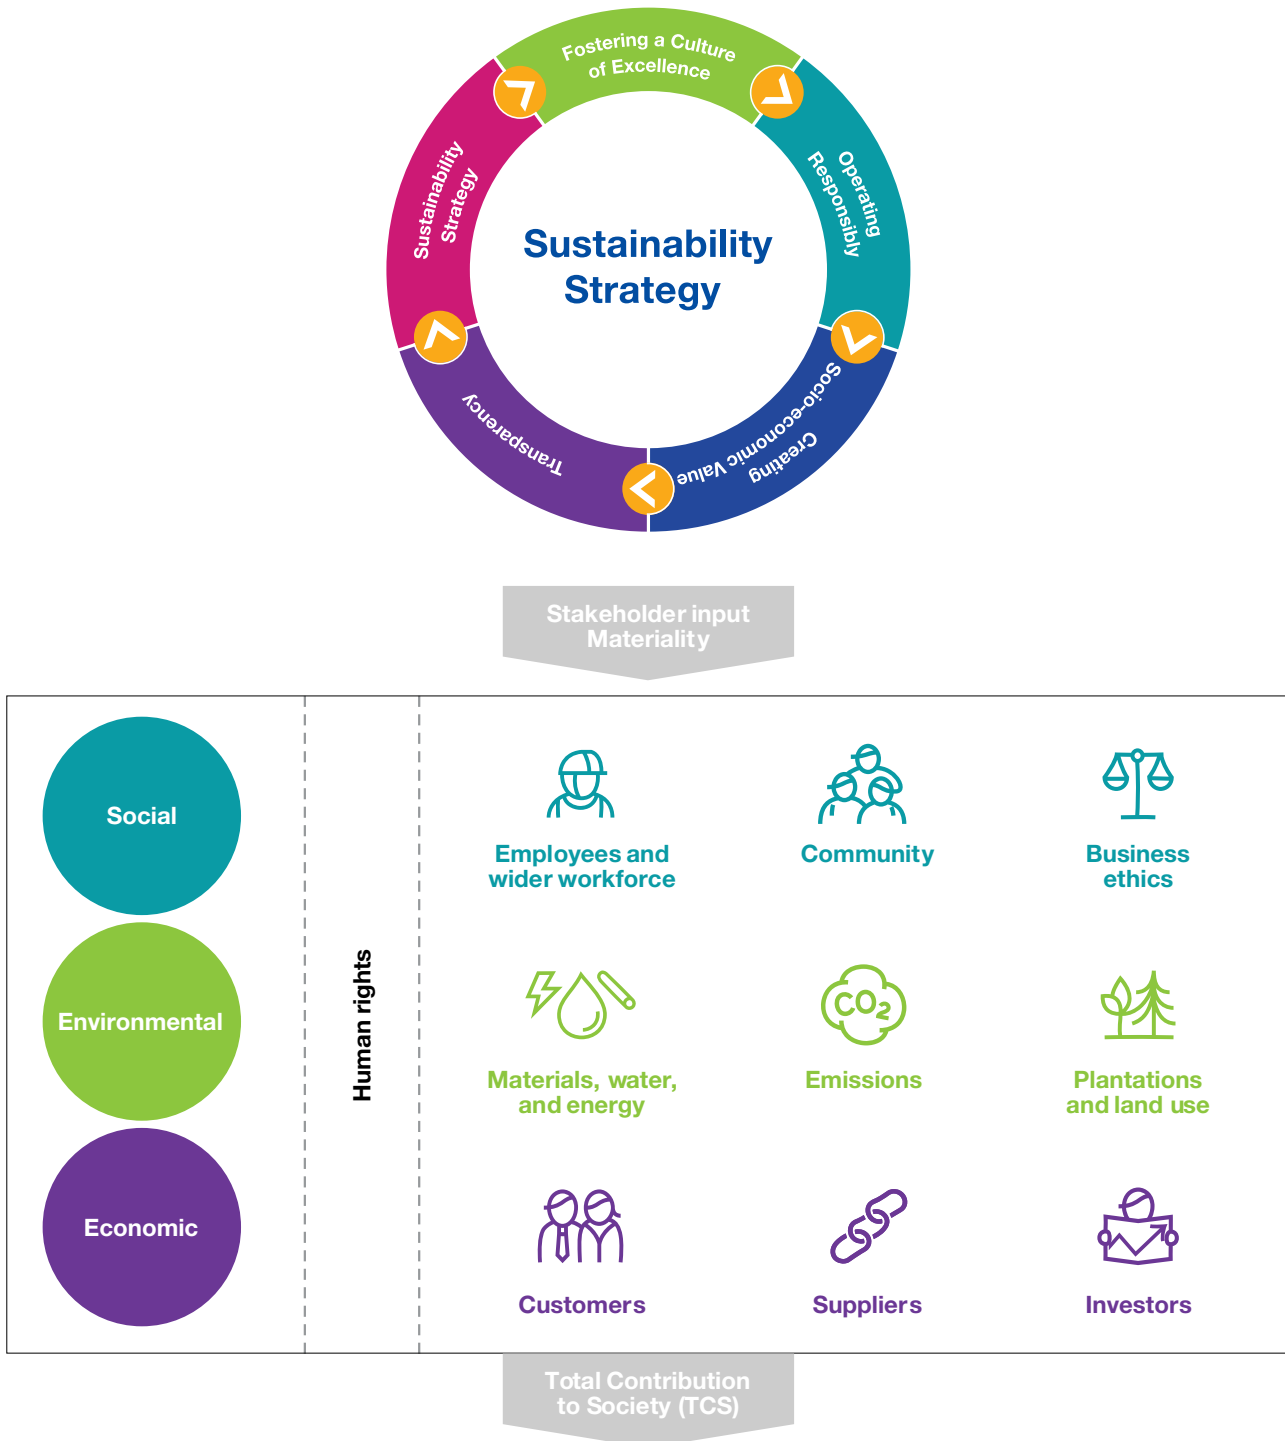 Fostering a Culture
of Excellence
Operating
Responsibly
Creating
Socio-economic Value
Transparency
Sustainability
Strategy
Sustainability
Strategy
Stakeholder input
Materiality
Social
Employees and
wider workforce
Community
Business
ethics
Human rights
Environmental
CO2
Materials, water,
and energy
Emissions
Plantations
and land use
Economic
Customers
Suppliers
Investors
Total Contribution
to Society (TCS)